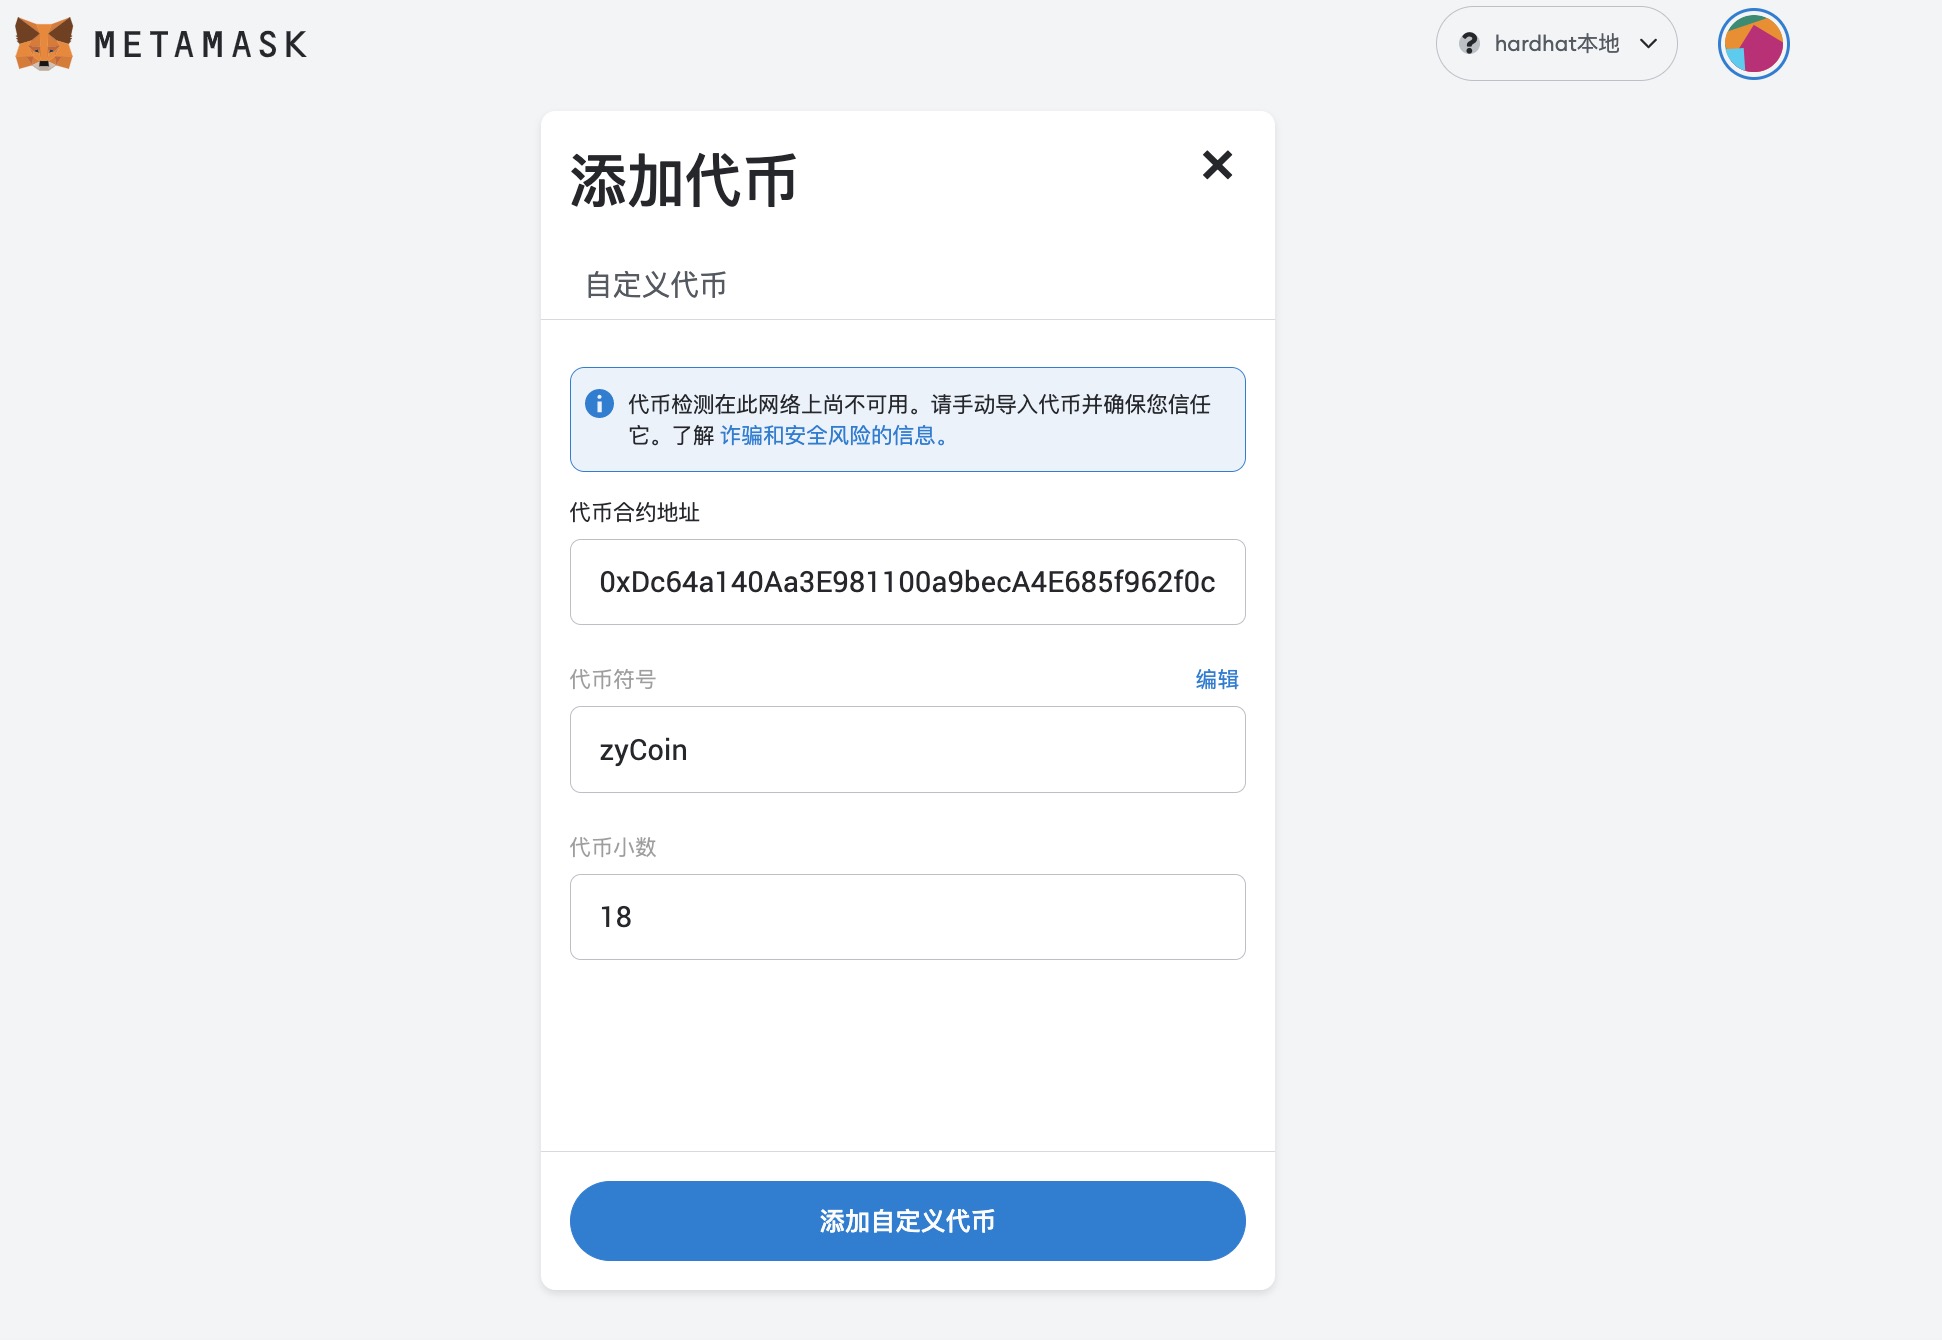 METAMASK
hardhat本地
添加代币
自定义代币
代币检测在此网络上尚不可用。请手动导入代币并确保您信任
它。了解 诈骗和安全风险的信息。
代币合约地址
0xDc64a140Aa3E981100a9becA4E685f962f0c
代币符号
编辑
zyCoin
代币小数
18
添加自定义代币